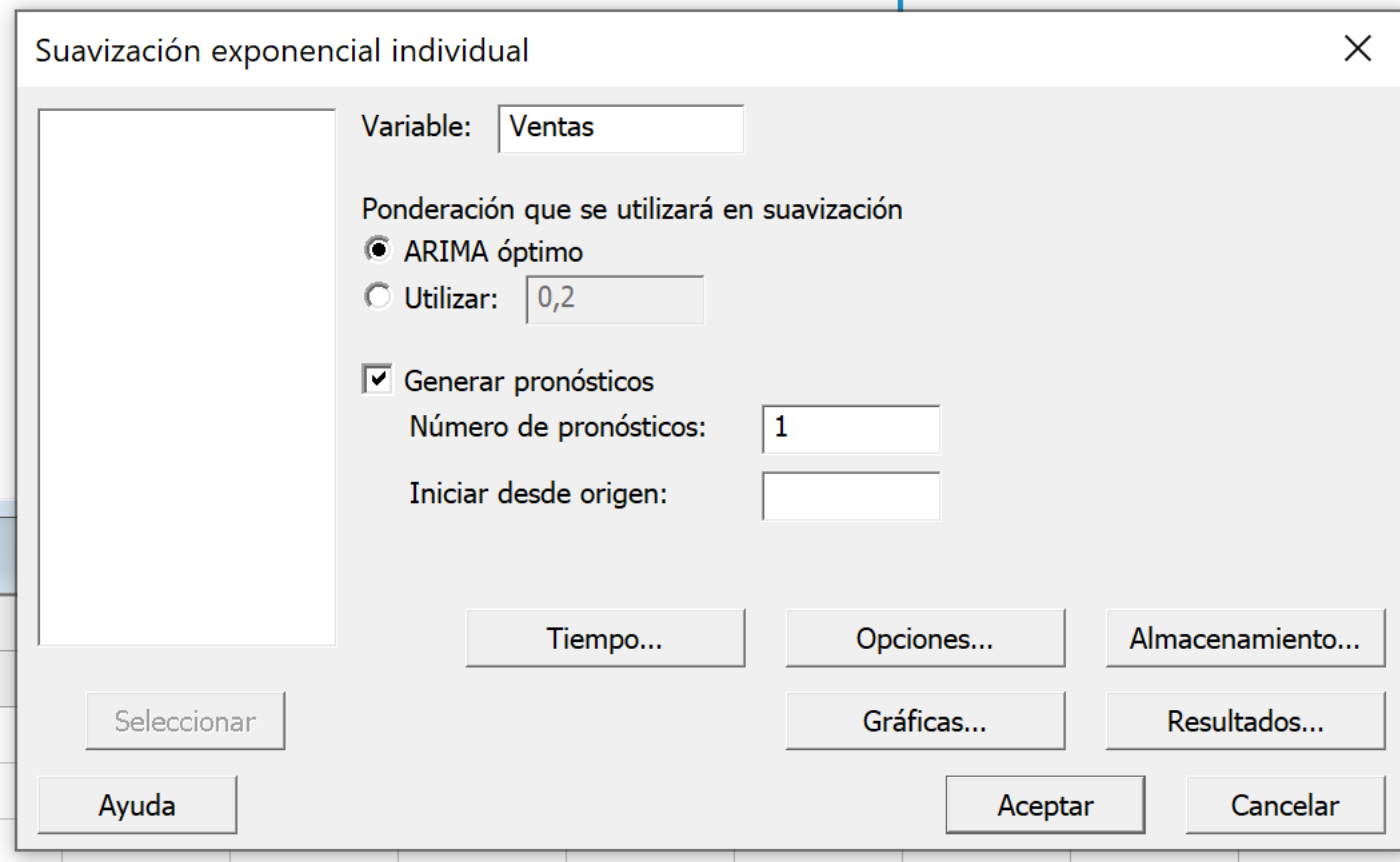 Suavización exponencial individual
Variable: Ventas
Ponderación que se utilizará en suavización
ARIMA óptimo
Utilizar: 0,2
Generar pronósticos
Número de pronósticos: 1
Iniciar desde origen:
Tiempo... Opciones... Almacenamiento...
Seleccionar Gráficas... Resultados...
Ayuda Aceptar Cancelar